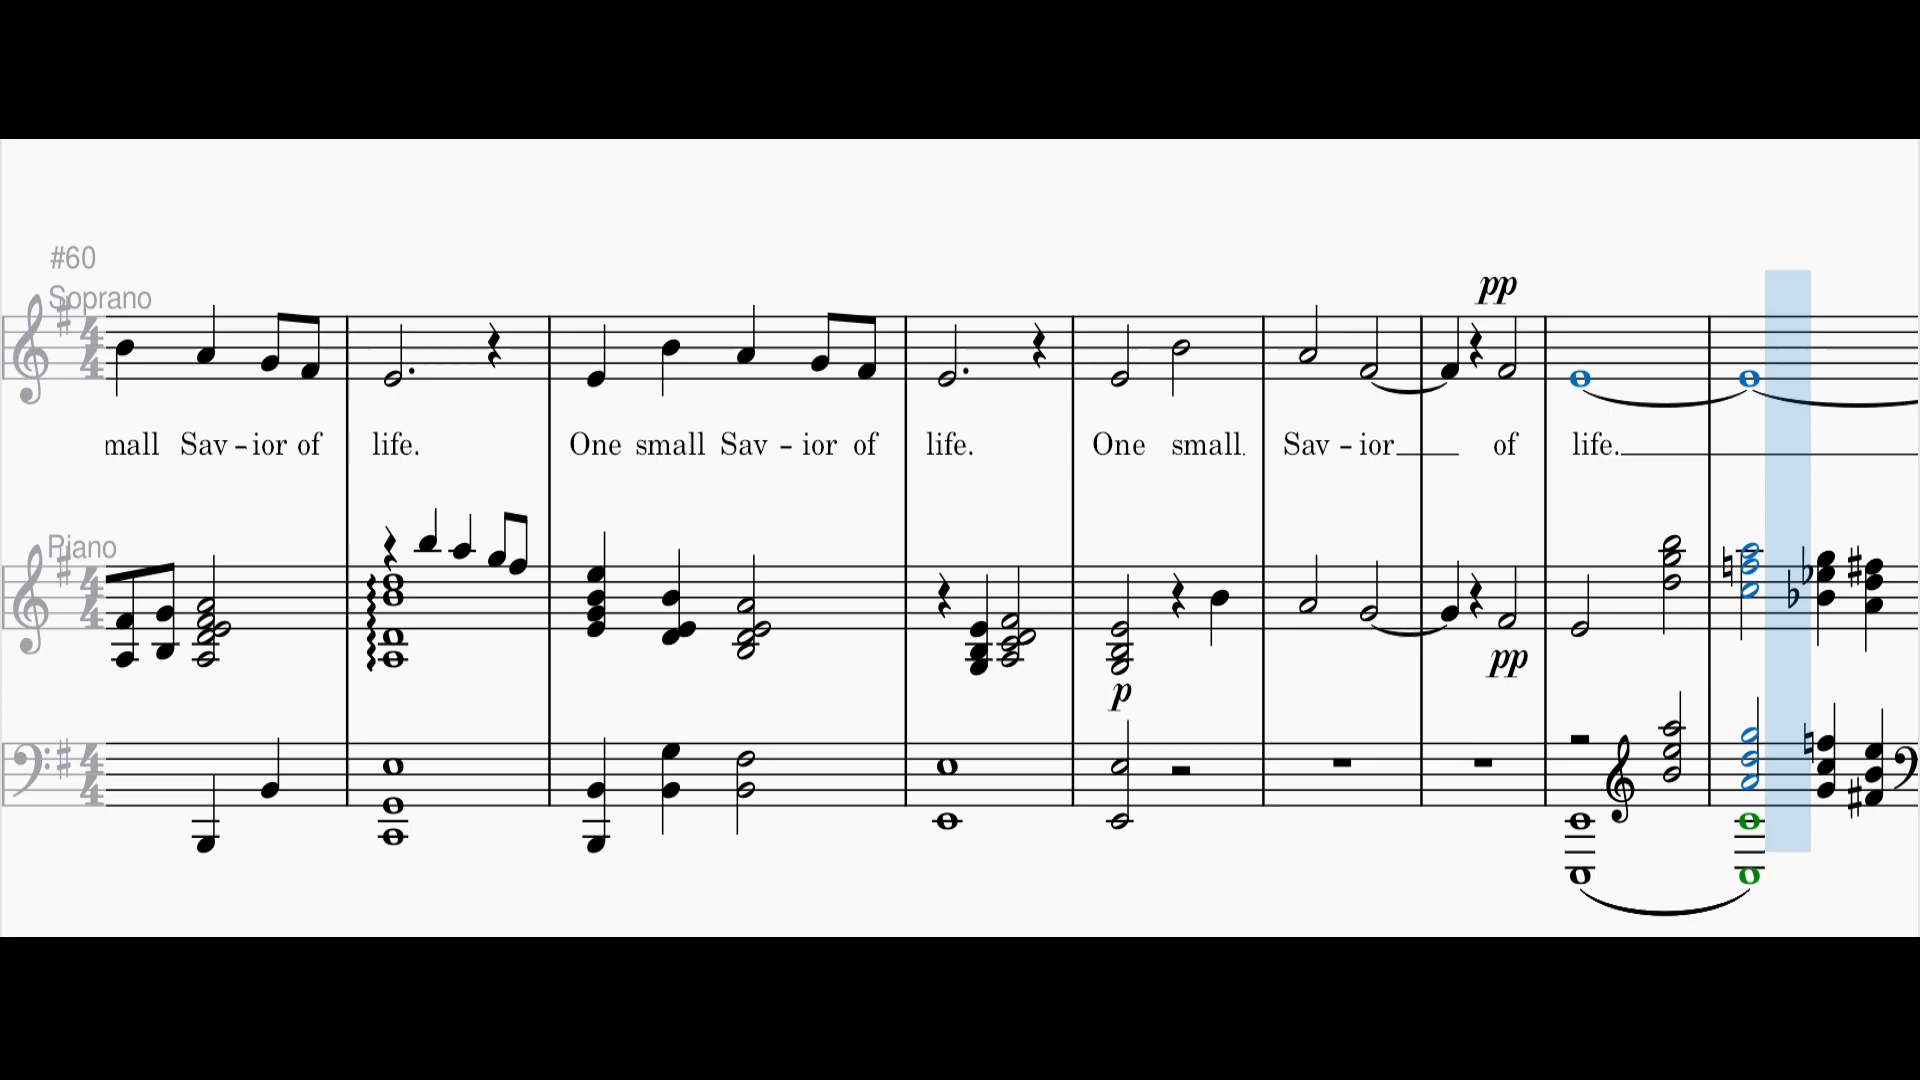 #60
Soprano
pp
mall Sav - ior of life. One small Sav - ior of life. One small. Sav - ior of life.
Piano
pp
p